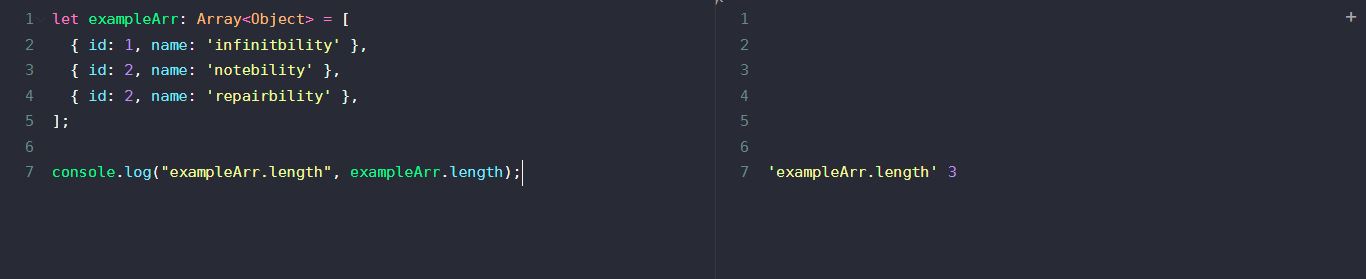 1 let exampleArr: Array<Object> = [
2 { id: 1, name: 'infinitbility' },
3 { id: 2, name: 'notebility' },
4 { id: 2, name: 'repairbility' },
5 ];
6
7 console.log("exampleArr.length", exampleArr.length);
1
2
3
4
5
6
7 'exampleArr.length' 3
+